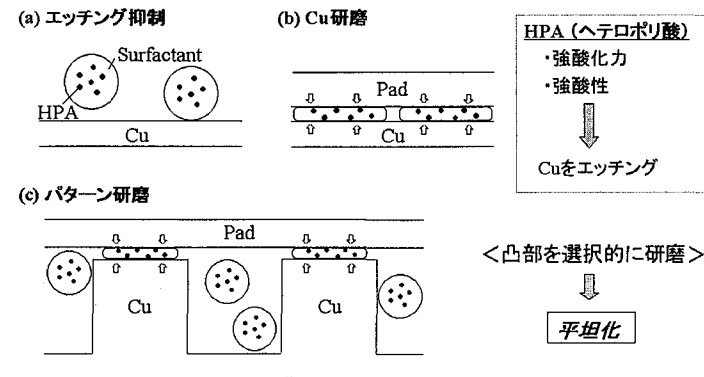 (a) エッチング抑制
Surfactant
HPA
Cu
(b) Cu研磨
Pad
Cu
HPA (ヘテロポリ酸)
・強酸化力
・強酸性
Cuをエッチング
(c) パターン研磨
Pad
Cu
Cu
＜凸部を選択的に研磨＞
平坦化